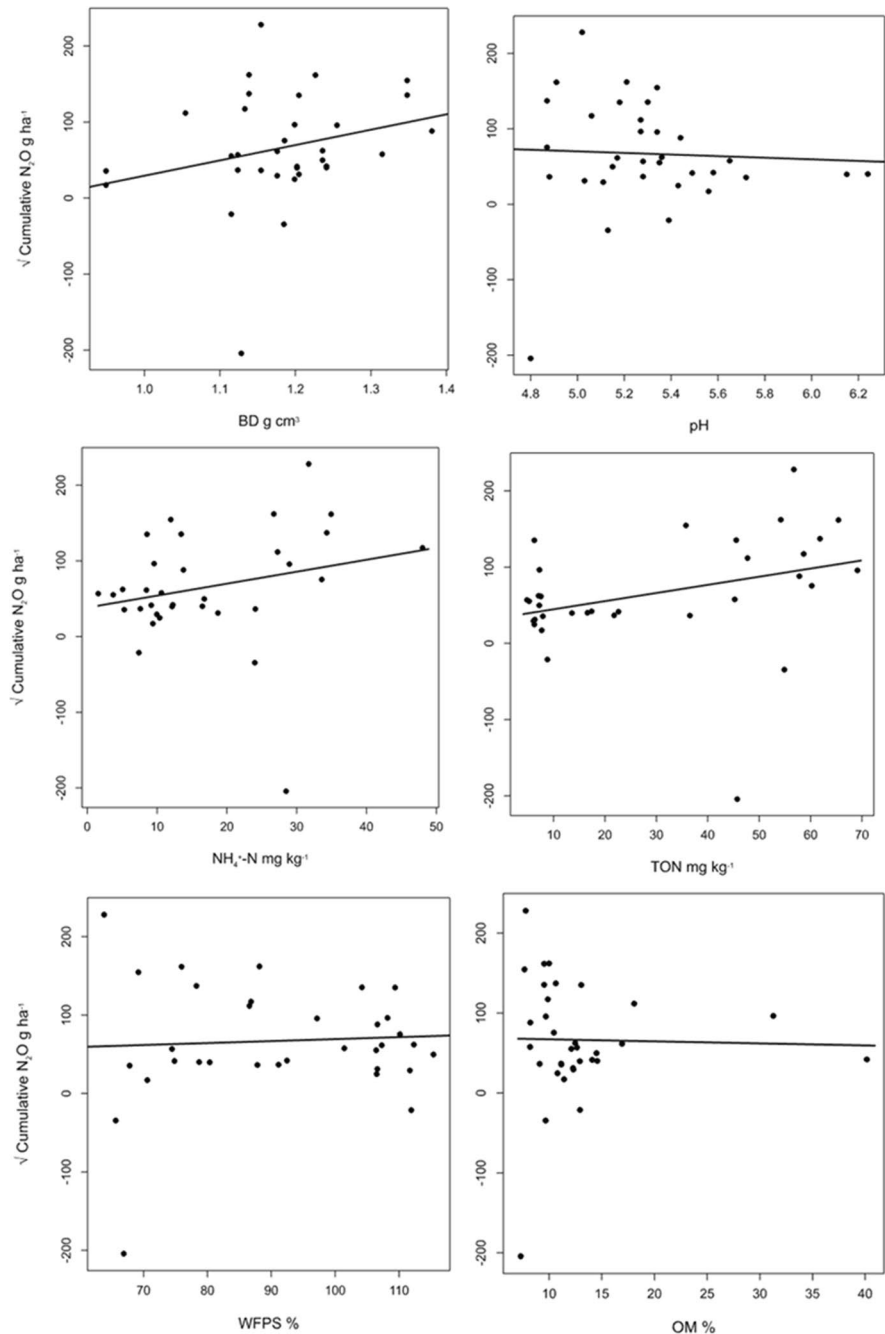 √ Cumulative N₂O g ha⁻¹
200
100
0
-100
-200
1.0 1.1 1.2 1.3 1.4
BD g cm³
200
100
0
-100
-200
4.8 5.0 5.2 5.4 5.6 5.8 6.0 6.2
pH
√ Cumulative N₂O g ha⁻¹
200
100
0
-100
-200
0 10 20 30 40 50
NH₄⁺-N mg kg⁻¹
200
100
0
-100
-200
10 20 30 40 50 60 70
TON mg kg⁻¹
√ Cumulative N₂O g ha⁻¹
200
100
0
-100
-200
70 80 90 100 110
WFPS %
200
100
0
-100
-200
10 15 20 25 30 35 40
OM %